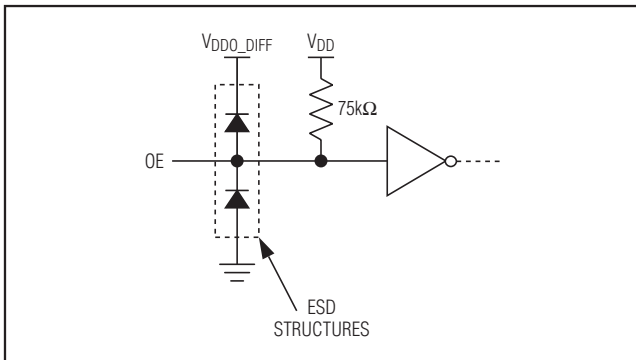 VDDO_DIFF
VDD
75kΩ
OE
ESD
STRUCTURES